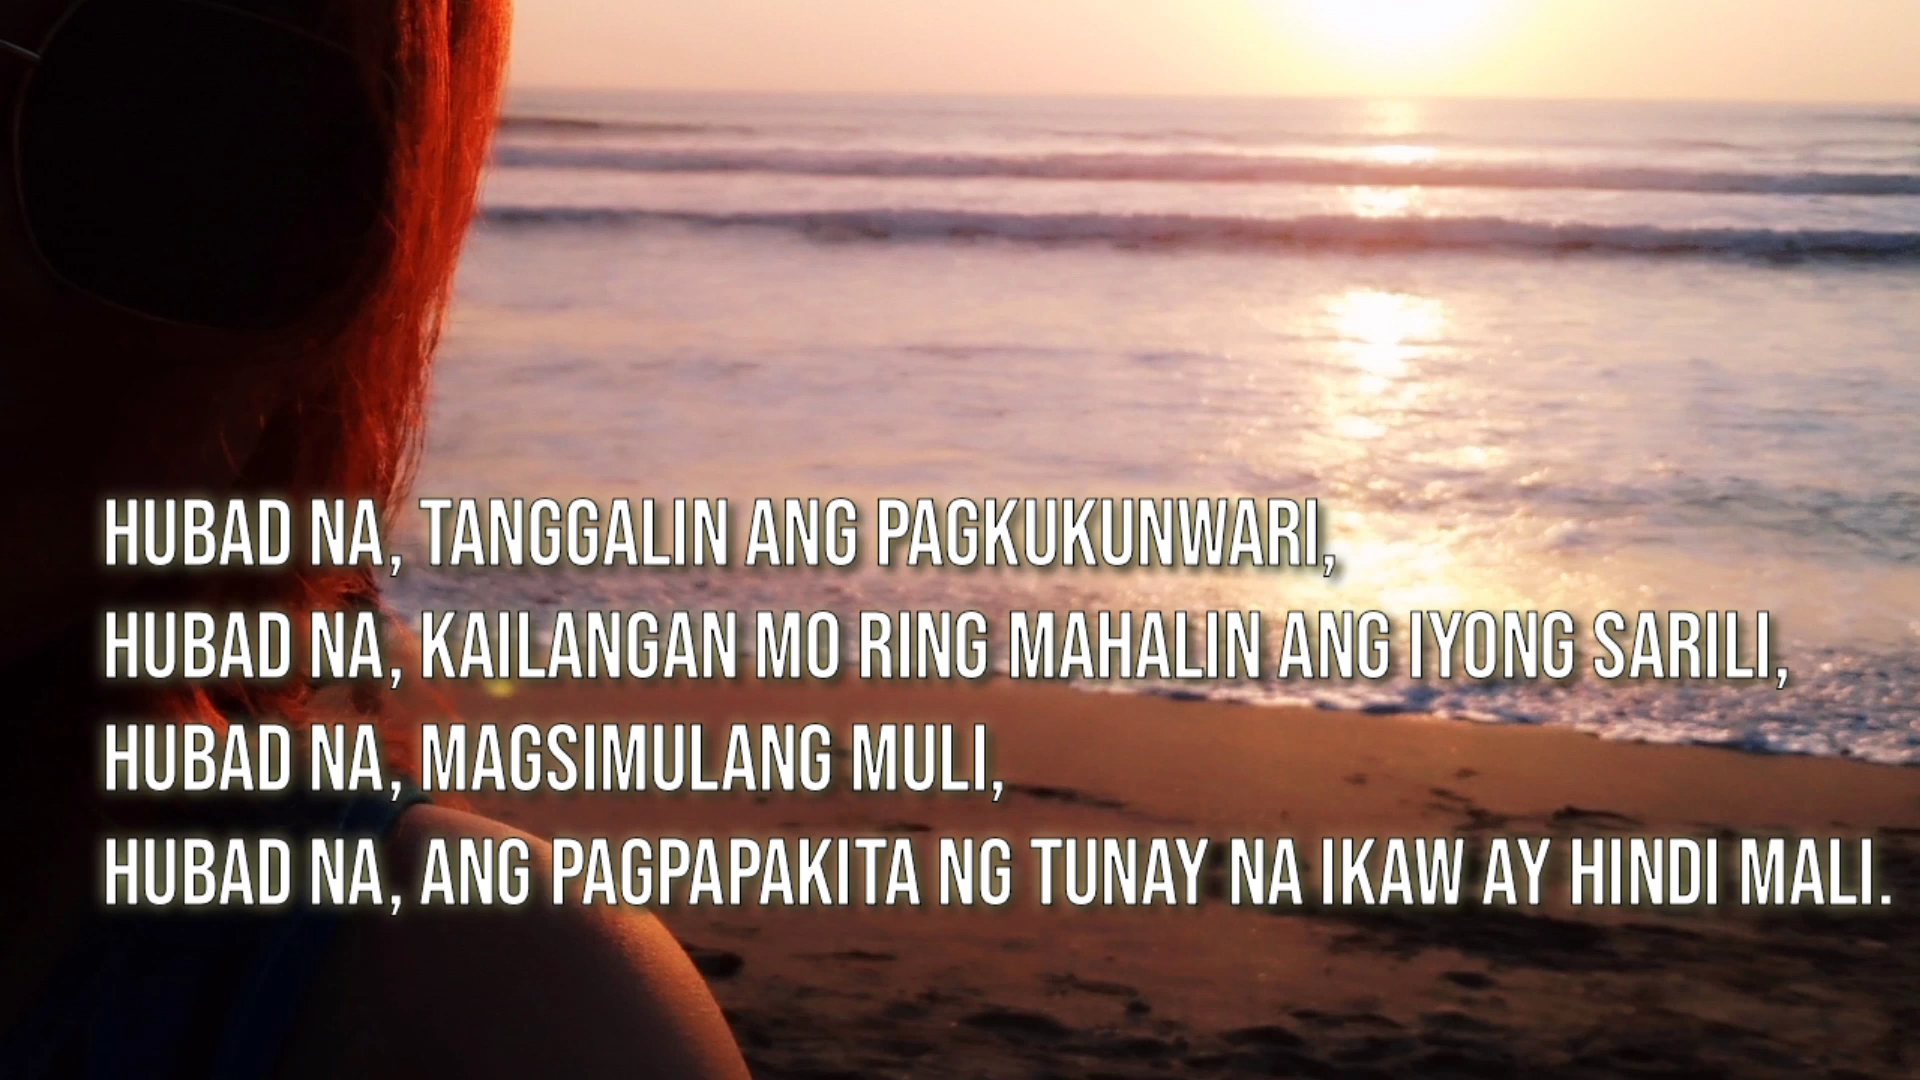 HUBAD NA, TANGGALIN ANG PAGKUKUNWARI,
HUBAD NA, KAILANGAN MO RING MAHALIN ANG IYONG SARILI,
HUBAD NA, MAGSIMULANG MULI,
HUBAD NA, ANG PAGPAPAKITA NG TUNAY NA IKAW AY HINDI MALI.